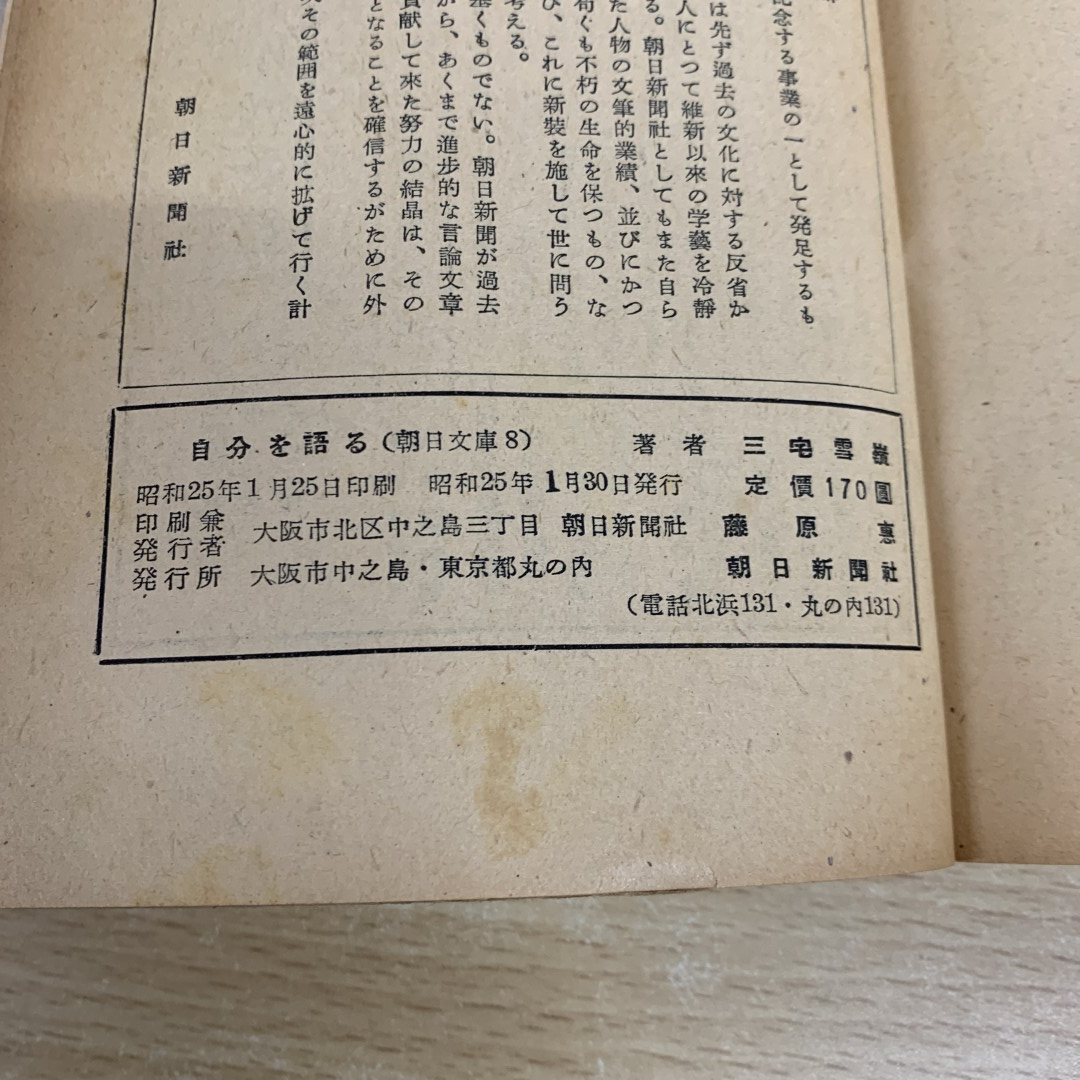 記念する事業の一として発足するも
は先ず過去の文化に対する反省か
人にとつて維新以来の学藝を冷靜
る。朝日新聞社としてもまた自ら
た人物の文筆的業績、並びにかつ
苟くも不朽の生命を保つもの、な
び、これに新裝を施して世に問う
考える。
基くものでない。朝日新聞が過去
から、あくまで進歩的な言論文章
貢献して來た努力の結晶は、その
となることを確信するがために外
その範囲を遠心的に拡げて行く計
朝日新聞社
自分を語る(朝日文庫8) 著者 三宅雪嶺
昭和25年1月25日印刷 昭和25年1月30日発行 定價170圓
印刷兼発行者 大阪市北区中之島三丁目 朝日新聞社 藤原惠
発行所 大阪市中之島・東京都丸の內 朝日新聞社
(電話北浜131・丸の內131)